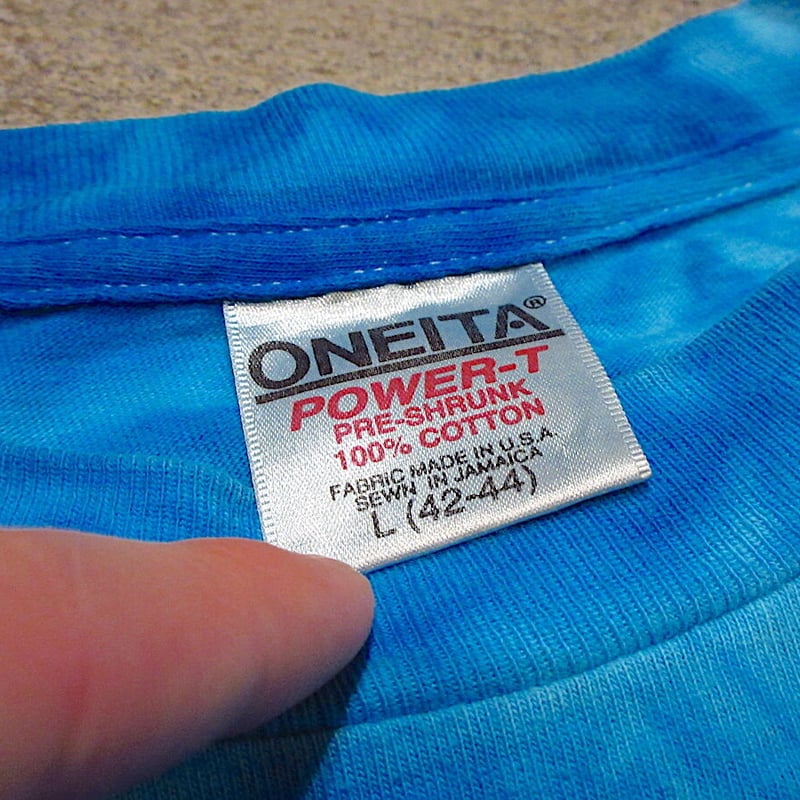 ONEITA®
POWER-T
PRE-SHRUNK
100% COTTON
FABRIC MADE IN U.S.A.
SEWN IN JAMAICA
L (42-44)